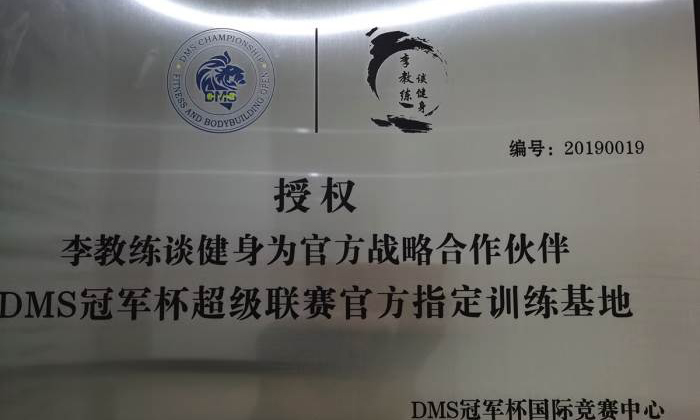 DMS CHAMPIONSHIP
FITNESS AND BODYBUILDING OPEN
DMS
李教练
谈健身
编号：20190019
授权
李教练谈健身为官方战略合作伙伴
DMS冠军杯超级联赛官方指定训练基地
DMS冠军杯国际竞赛中心